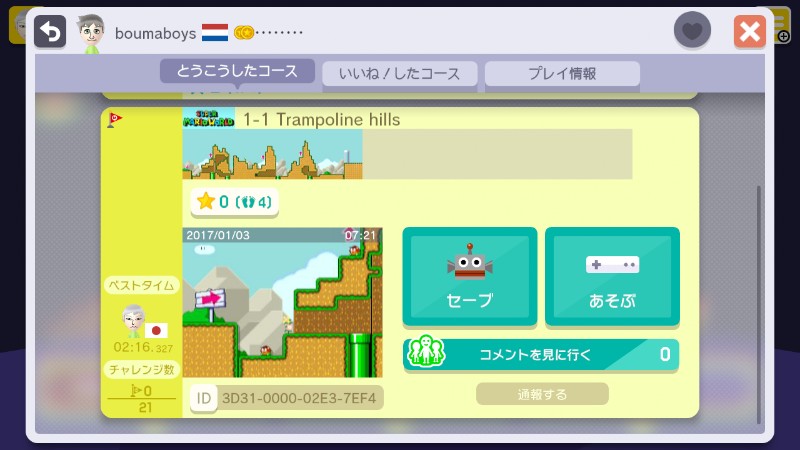 boumaboys
とうこうしたコース
いいね!したコース
プレイ情報
SUPER
MARIO WORLD
1-1 Trampoline hills
0 (4)
2017/01/03
07:21
ベストタイム
02:16.327
チャレンジ数
0
21
セーブ
あそぶ
コメントを見に行く
0
ID
3D31-0000-02E3-7EF4
通報する